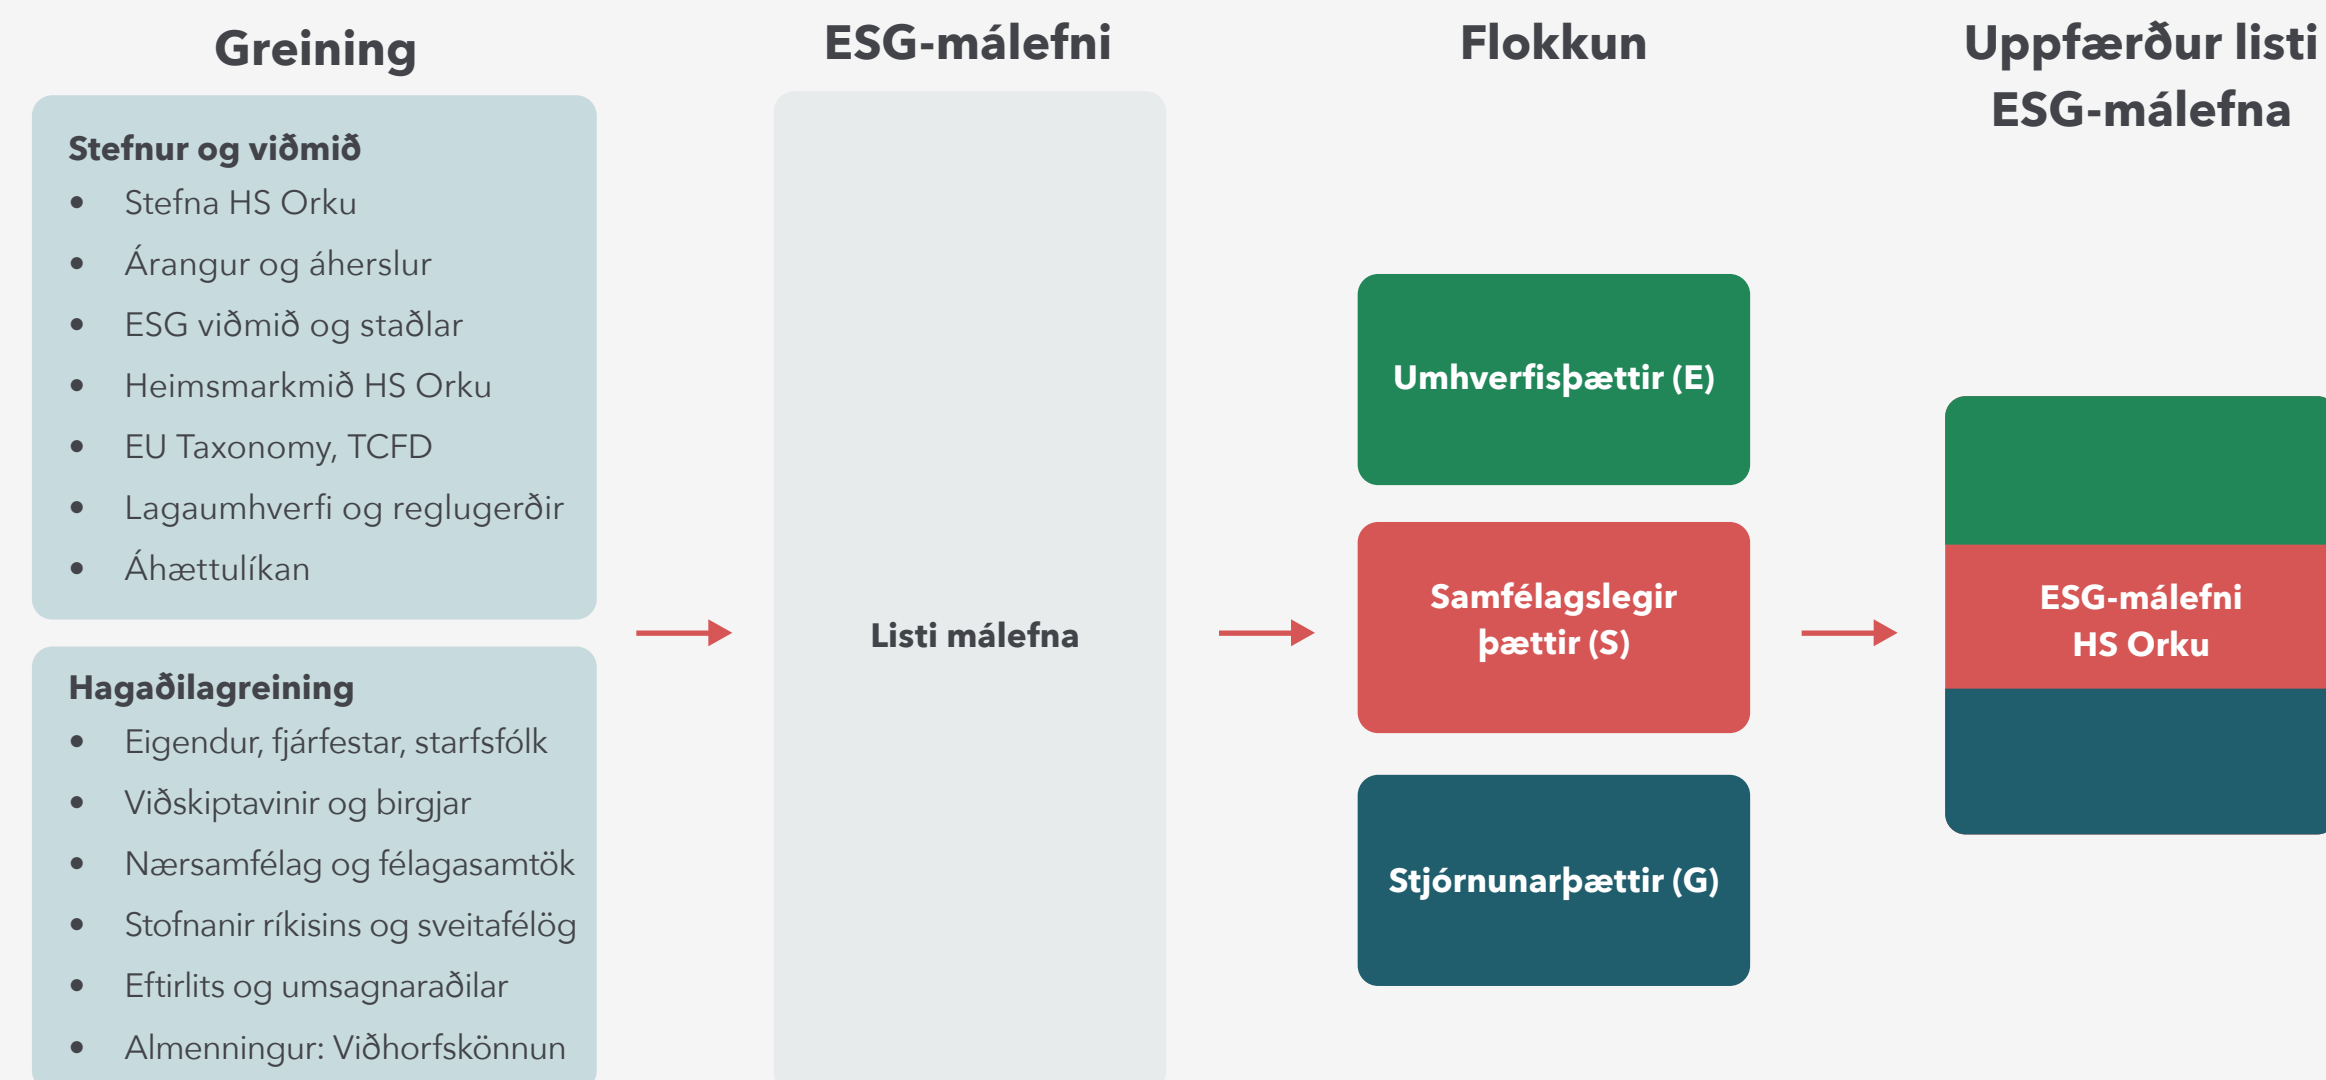 Greining
Stefnur og viðmið
• Stefna HS Orku
• Árangur og áherslur
• ESG viðmið og staðlar
• Heimsmarkmið HS Orku
• EU Taxonomy, TCFD
• Lagaumhverfi og reglugerðir
• Áhættulíkan
Hagaðilagreining
• Eigendur, fjárfestar, starfsfólk
• Viðskiptavinir og birgjar
• Nærsamfélag og félagasamtök
• Stofnanir ríkisins og sveitafélög
• Eftirlits og umsagnaraðilar
• Almenningur: Viðhorfskönnun
ESG-málefni
Listi málefna
Flokkun
Umhverfisþættir (E)
Samfélagslegir
þættir (S)
Stjórnunarþættir (G)
Uppfærður listi
ESG-málefna
ESG-málefni
HS Orku